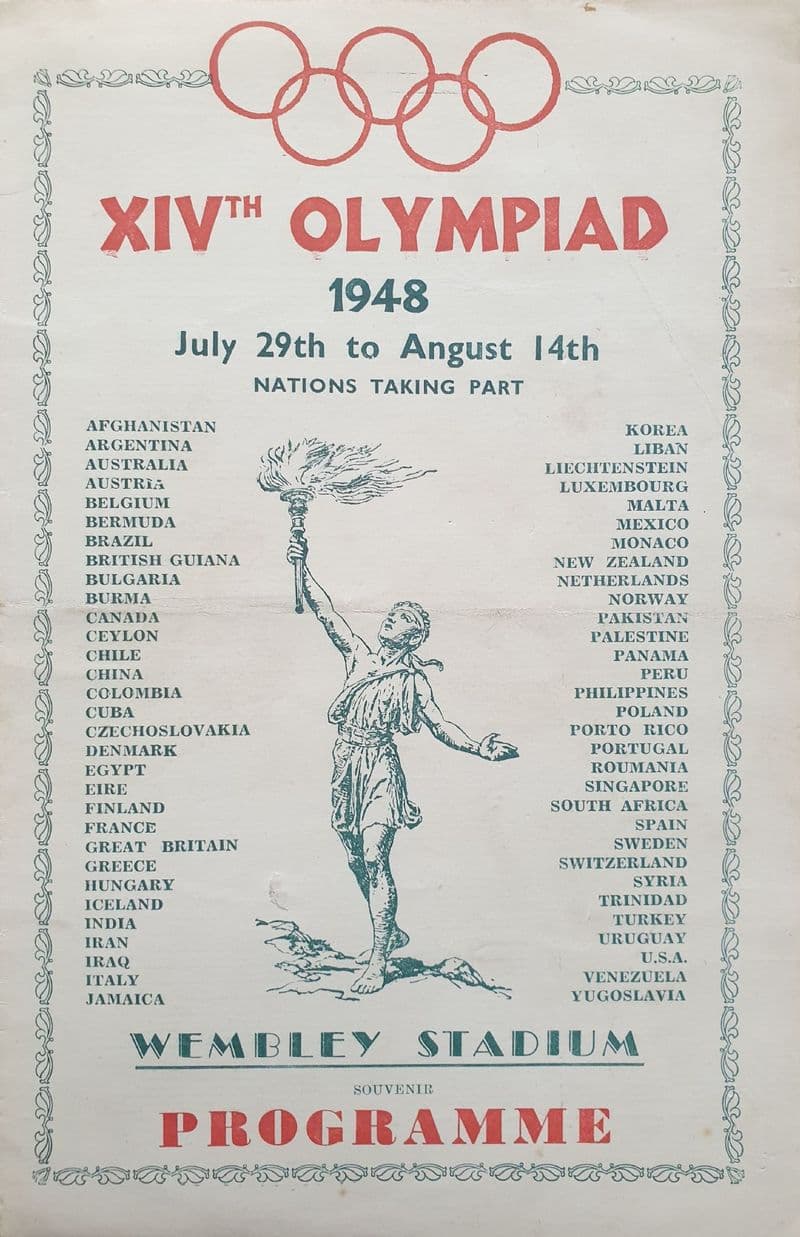 XIVTH OLYMPIAD
1948
July 29th to Angust 14th
NATIONS TAKING PART
AFGHANISTAN
ARGENTINA
AUSTRALIA
AUSTRIA
BELGIUM
BERMUDA
BRAZIL
BRITISH GUIANA
BULGARIA
BURMA
CANADA
CEYLON
CHILE
CHINA
COLOMBIA
CUBA
CZECHOSLOVAKIA
DENMARK
EGYPT
EIRE
FINLAND
FRANCE
GREAT BRITAIN
GREECE
HUNGARY
ICELAND
INDIA
IRAN
IRAQ
ITALY
JAMAICA
KOREA
LIBAN
LIECHTENSTEIN
LUXEMBOURG
MALTA
MEXICO
MONACO
NEW ZEALAND
NETHERLANDS
NORWAY
PAKISTAN
PALESTINE
PANAMA
PERU
PHILIPPINES
POLAND
PORTO RICO
PORTUGAL
ROUMANIA
SINGAPORE
SOUTH AFRICA
SPAIN
SWEDEN
SWITZERLAND
SYRIA
TRINIDAD
TURKEY
URUGUAY
U.S.A.
VENEZUELA
YUGOSLAVIA
WEMBLEY STADIUM
SOUVENIR
PROGRAMME